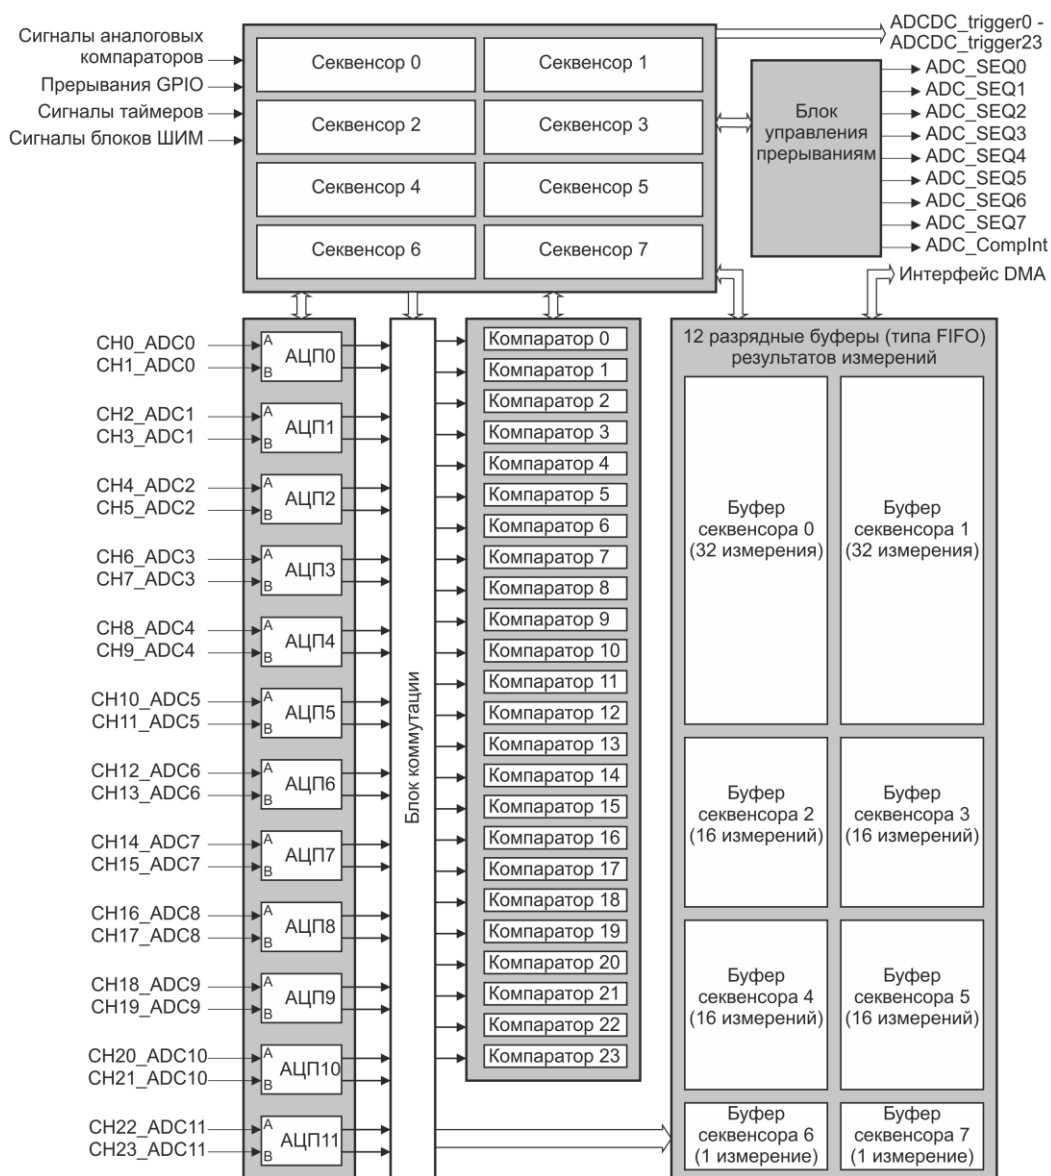 Сигналы аналоговых
компараторов
Прерывания GPIO
Сигналы таймеров
Сигналы блоков ШИМ
Секвенсор 0
Секвенсор 1
Секвенсор 2
Секвенсор 3
Секвенсор 4
Секвенсор 5
Секвенсор 6
Секвенсор 7
ADCDC_trigger0 -
ADCDC_trigger23
Блок
управления
прерываниям
ADC_SEQ0
ADC_SEQ1
ADC_SEQ2
ADC_SEQ3
ADC_SEQ4
ADC_SEQ5
ADC_SEQ6
ADC_SEQ7
ADC_CompInt
Интерфейс DMA
CH0_ADC0
CH1_ADC0
A
B
АЦП0
CH2_ADC1
CH3_ADC1
A
B
АЦП1
CH4_ADC2
CH5_ADC2
A
B
АЦП2
CH6_ADC3
CH7_ADC3
A
B
АЦП3
CH8_ADC4
CH9_ADC4
A
B
АЦП4
CH10_ADC5
CH11_ADC5
A
B
АЦП5
CH12_ADC6
CH13_ADC6
A
B
АЦП6
CH14_ADC7
CH15_ADC7
A
B
АЦП7
CH16_ADC8
CH17_ADC8
A
B
АЦП8
CH18_ADC9
CH19_ADC9
A
B
АЦП9
CH20_ADC10
CH21_ADC10
A
B
АЦП10
CH22_ADC11
CH23_ADC11
A
B
АЦП11
Блок коммутации
Компаратор 0
Компаратор 1
Компаратор 2
Компаратор 3
Компаратор 4
Компаратор 5
Компаратор 6
Компаратор 7
Компаратор 8
Компаратор 9
Компаратор 10
Компаратор 11
Компаратор 12
Компаратор 13
Компаратор 14
Компаратор 15
Компаратор 16
Компаратор 17
Компаратор 18
Компаратор 19
Компаратор 20
Компаратор 21
Компаратор 22
Компаратор 23
12 разрядные буферы (типа FIFO)
результатов измерений
Буфер
секвенсора 0
(32 измерения)
Буфер
секвенсора 1
(32 измерения)
Буфер
секвенсора 2
(16 измерений)
Буфер
секвенсора 3
(16 измерений)
Буфер
секвенсора 4
(16 измерений)
Буфер
секвенсора 5
(16 измерений)
Буфер
секвенсора 6
(1 измерение)
Буфер
секвенсора 7
(1 измерение)